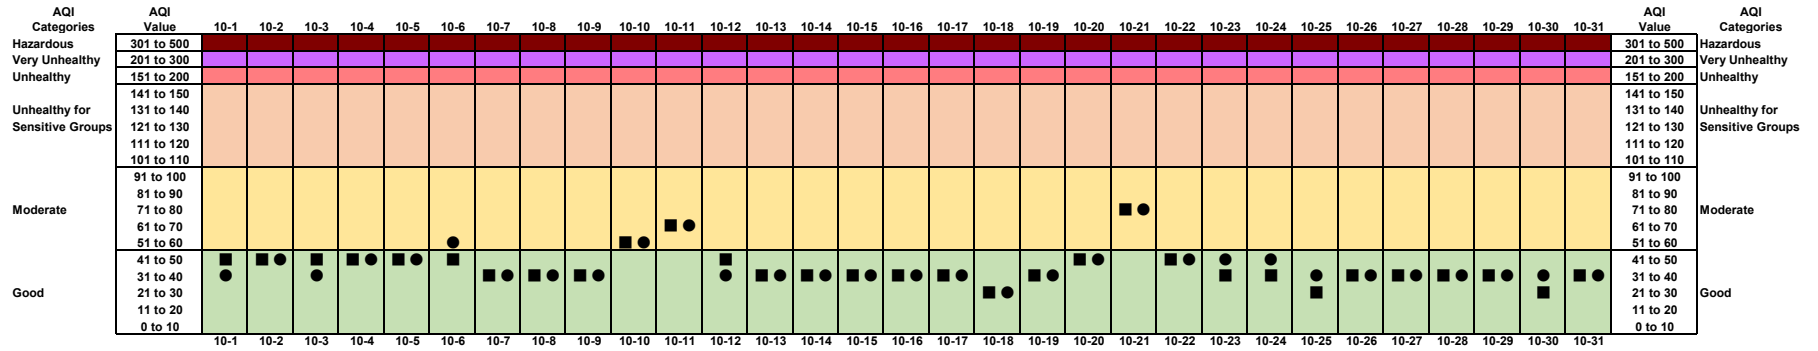 AQI AQI AQI AQI
Categories Value 10-1 10-2 10-3 10-4 10-5 10-6 10-7 10-8 10-9 10-10 10-11 10-12 10-13 10-14 10-15 10-16 10-17 10-18 10-19 10-20 10-21 10-22 10-23 10-24 10-25 10-26 10-27 10-28 10-29 10-30 10-31 Value Categories
Hazardous 301 to 500 301 to 500 Hazardous
Very Unhealthy 201 to 300 201 to 300 Very Unhealthy
Unhealthy 151 to 200 151 to 200 Unhealthy
141 to 150 141 to 150
Unhealthy for 131 to 140 131 to 140 Unhealthy for
Sensitive Groups 121 to 130 121 to 130 Sensitive Groups
111 to 120 111 to 120
101 to 110 101 to 110
91 to 100 91 to 100
81 to 90 81 to 90
Moderate 71 to 80 71 to 80 Moderate
61 to 70 61 to 70
51 to 60 51 to 60
41 to 50 41 to 50
31 to 40 31 to 40
Good 21 to 30 21 to 30 Good
11 to 20 11 to 20
0 to 10 0 to 10
10-1 10-2 10-3 10-4 10-5 10-6 10-7 10-8 10-9 10-10 10-11 10-12 10-13 10-14 10-15 10-16 10-17 10-18 10-19 10-20 10-21 10-22 10-23 10-24 10-25 10-26 10-27 10-28 10-29 10-30 10-31